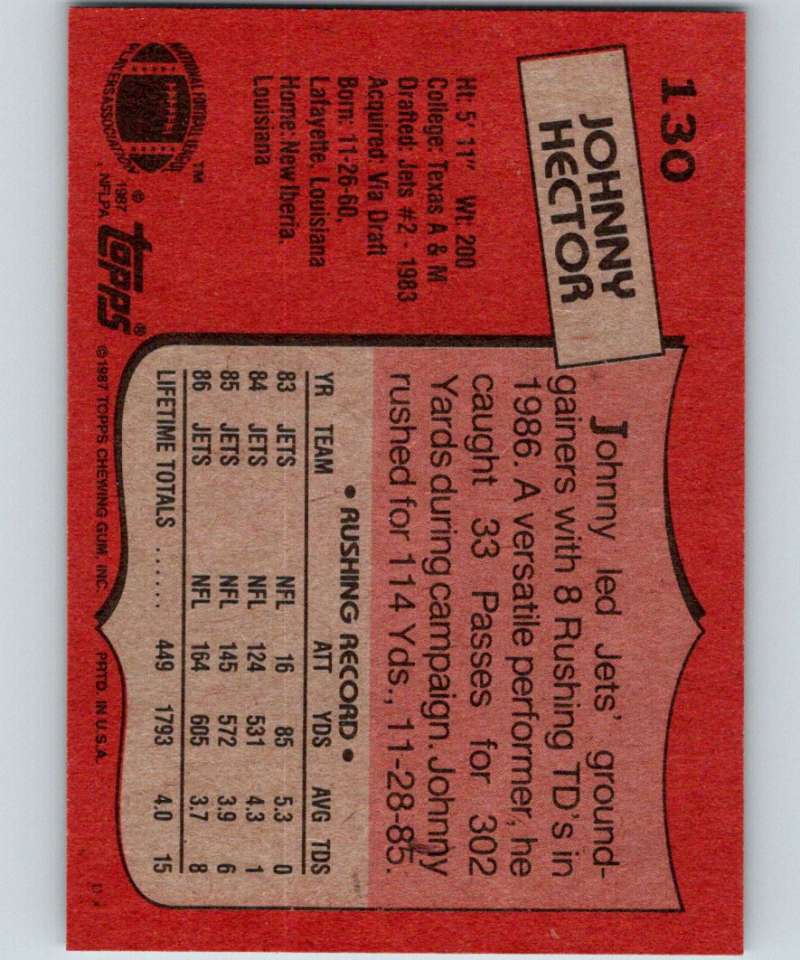 130
JOHNNY
HECTOR
Ht: 5' 11" Wt: 200
College: Texas A & M
Drafted: Jets #2 - 1983
Acquired: Via Draft
Born: 11-26-60,
Lafayette, Louisiana
Home: New Iberia,
Louisiana
NATIONAL FOOTBALL LEAGUE
PLAYERS ASSOCIATION
TM
© 1987
NFLPA
topps®
Johnny led Jets' ground-
gainers with 8 Rushing TD's in
1986. A versatile performer, he
caught 33 Passes for 302
Yards during campaign. Johnny
rushed for 114 Yds., 11-28-85.
• RUSHING RECORD •
YR TEAM ATT YDS AVG TDS
83 JETS NFL 16 85 5.3 0
84 JETS NFL 124 531 4.3 1
85 JETS NFL 145 572 3.9 6
86 JETS NFL 164 605 3.7 8
LIFETIME TOTALS ...... 449 1793 4.0 15
©1987 TOPPS CHEWING GUM, INC. PRTD. IN U.S.A.